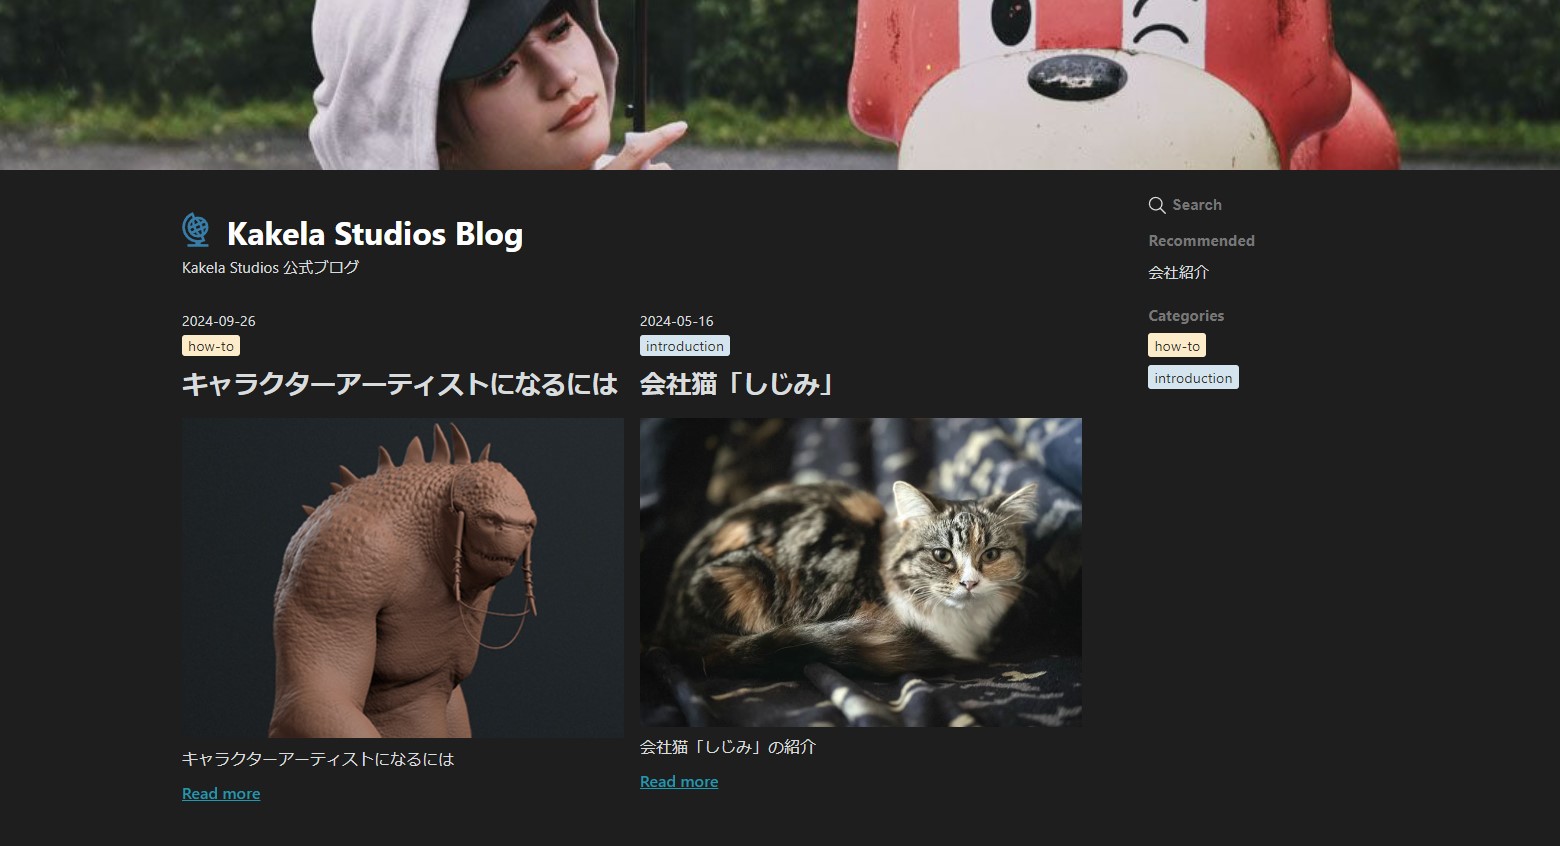 Kakela Studios Blog
Kakela Studios 公式ブログ
2024-09-26
how-to
キャラクターアーティストになるには
キャラクターアーティストになるには
Read more
2024-05-16
introduction
会社猫「しじみ」
会社猫「しじみ」の紹介
Read more
Search
Recommended
会社紹介
Categories
how-to
introduction